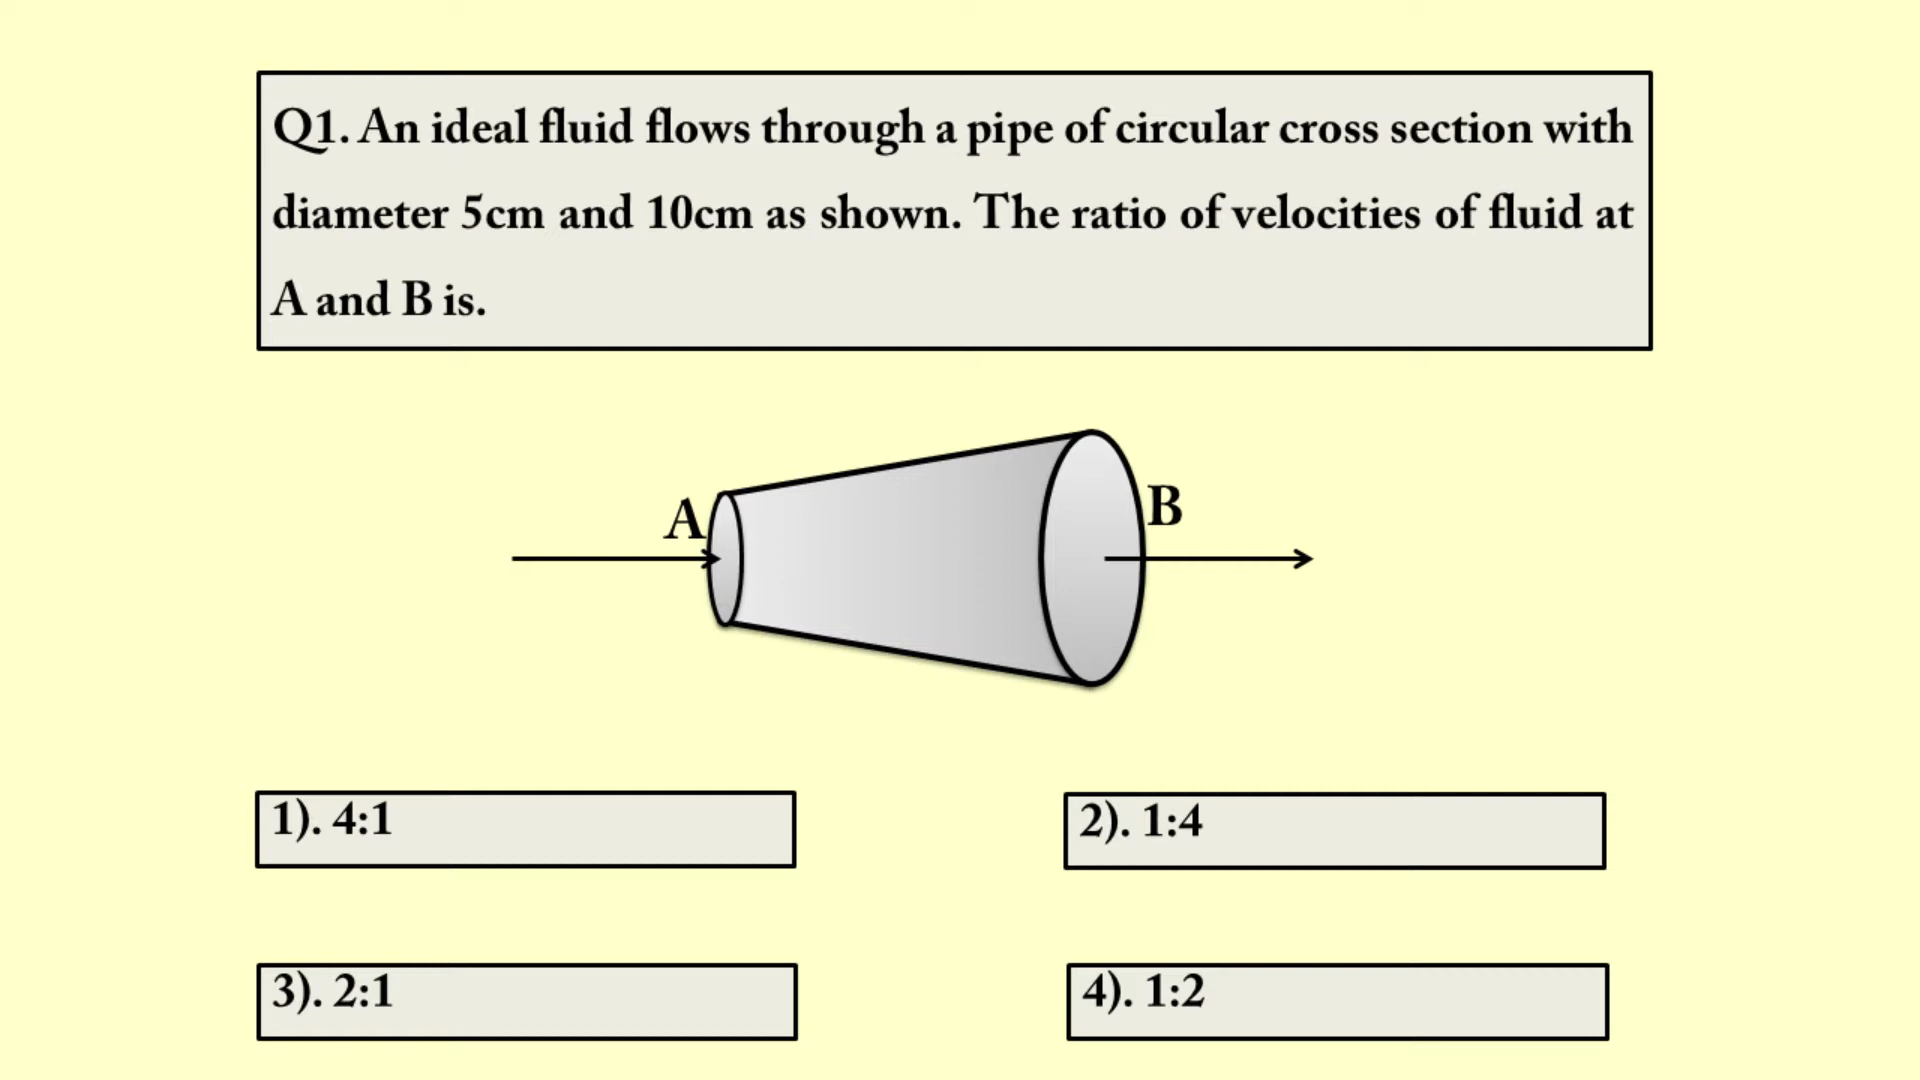 Q1. An ideal fluid flows through a pipe of circular cross section with
diameter 5cm and 10cm as shown. The ratio of velocities of fluid at
A and B is.
A
B
1). 4:1
2). 1:4
3). 2:1
4). 1:2